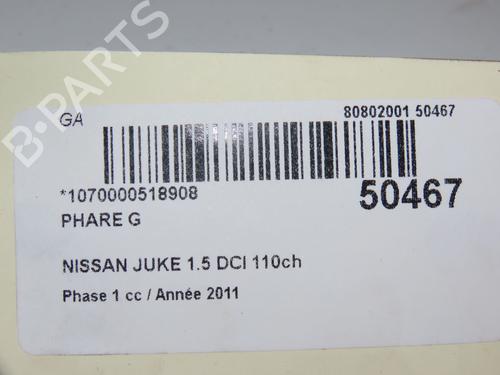 GA
80802001 50467
*1070000518908
50467
PHARE G
NISSAN JUKE 1.5 DCI 110ch
Phase 1 cc / Année 2011
B-PARTS